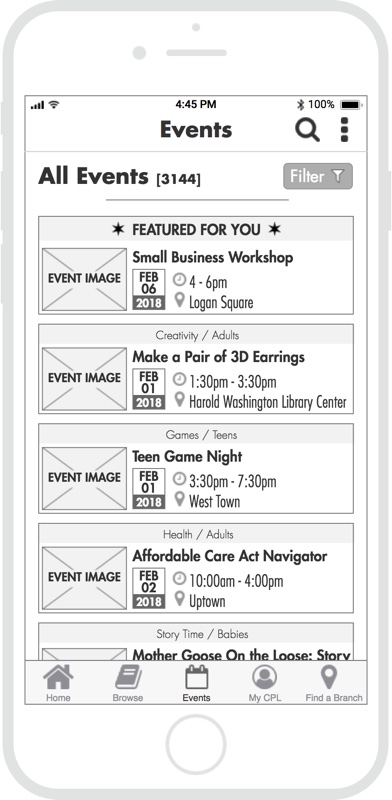 4:45 PM
100%
Events
All Events [3144]
Filter
FEATURED FOR YOU
EVENT IMAGE
Small Business Workshop
FEB
06
2018
4 - 6pm
Logan Square
Creativity / Adults
EVENT IMAGE
Make a Pair of 3D Earrings
FEB
01
2018
1:30pm - 3:30pm
Harold Washington Library Center
Games / Teens
EVENT IMAGE
Teen Game Night
FEB
01
2018
3:30pm - 7:30pm
West Town
Health / Adults
EVENT IMAGE
Affordable Care Act Navigator
FEB
02
2018
10:00am - 4:00pm
Uptown
Story Time / Babies
Mother Goose On the Loose: Story
Home
Browse
Events
My CPL
Find a Branch